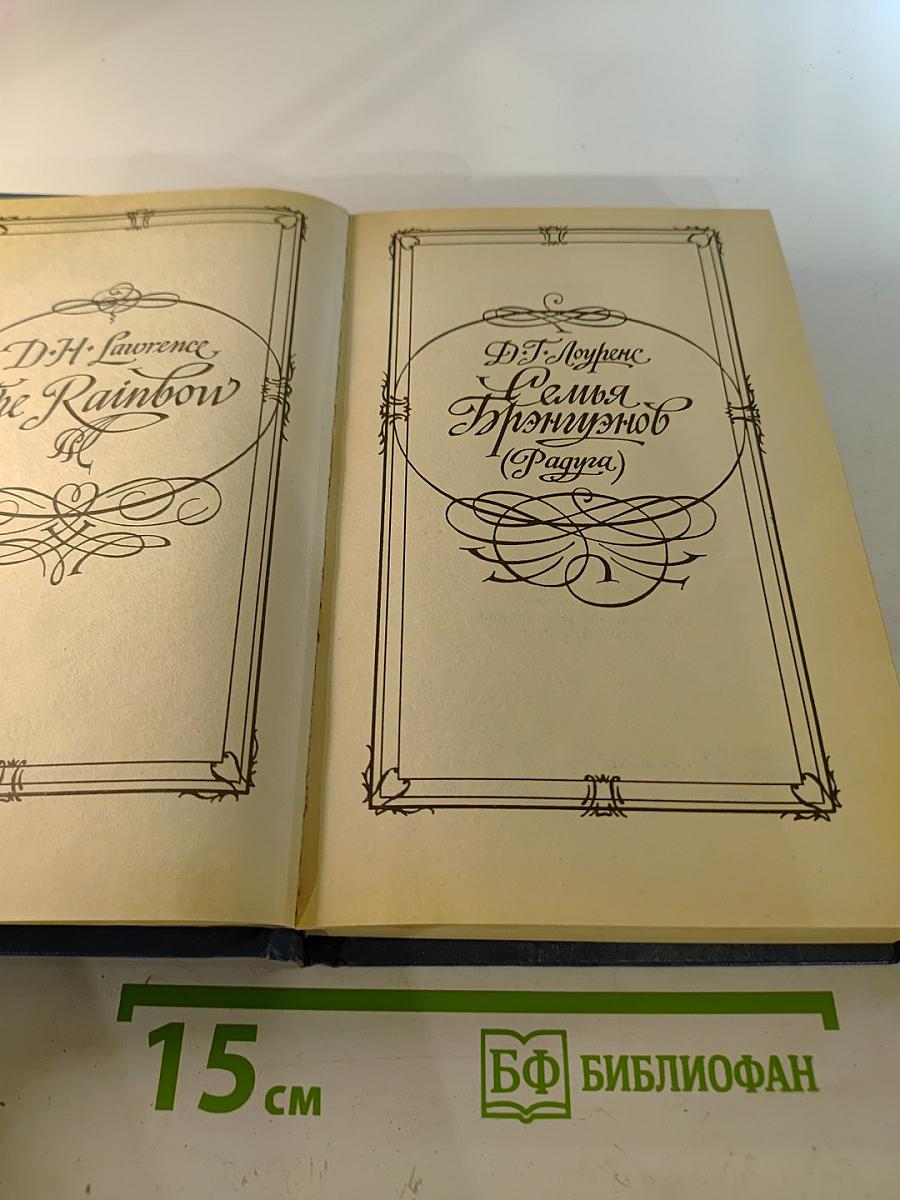 D·H·Lawrence
The Rainbow
Д·Г·Лоуренс
Семья
Брэнгуэнов
(Радуга)
15 см
БФ БИБЛИОФАН